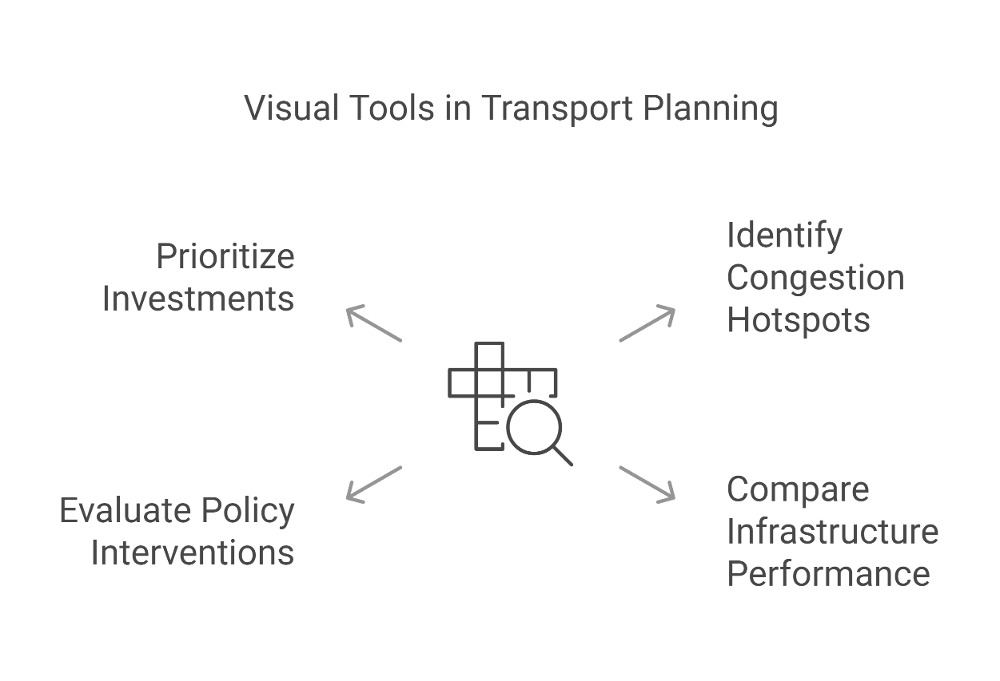 Visual Tools in Transport Planning
Prioritize
Investments
Identify
Congestion
Hotspots
Evaluate Policy
Interventions
Compare
Infrastructure
Performance